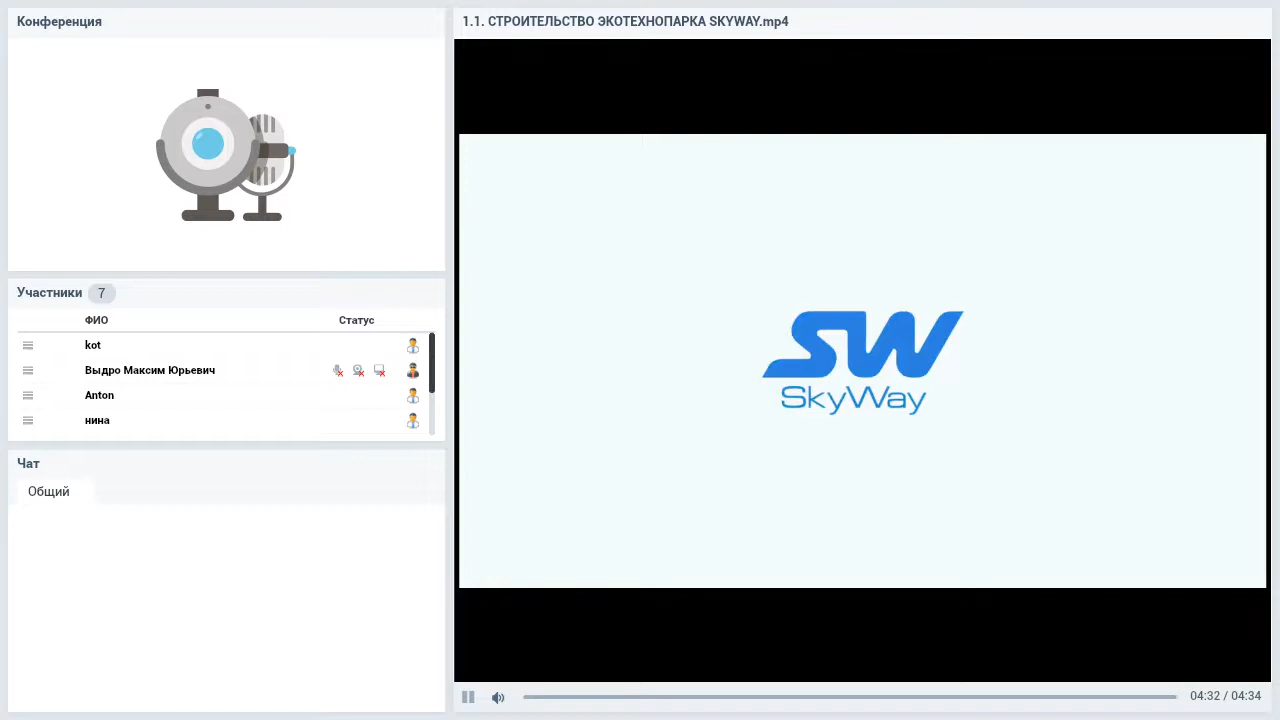 Конференция
Участники 7
ФИО Статус
kot
Выдро Максим Юрьевич
Anton
нина
Чат
Общий
1.1. СТРОИТЕЛЬСТВО ЭКОТЕХНОПАРКА SKYWAY.mp4
SW
SkyWay
04:32 / 04:34